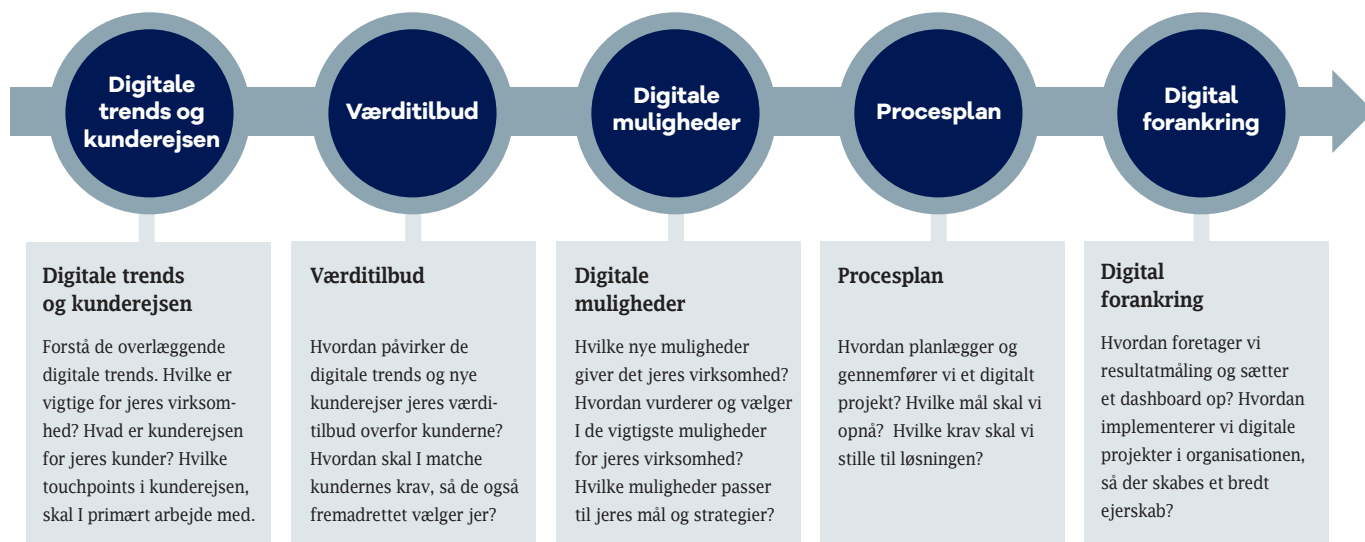 Digitale
trends og
kunderejsen
Værditilbud
Digitale
muligheder
Procesplan
Digital
forankring
Digitale trends
og kunderejsen
Forstå de overlæggende
digitale trends. Hvilke er
vigtige for jeres virksom-
hed? Hvad er kunderejsen
for jeres kunder? Hvilke
touchpoints i kunderejsen,
skal I primært arbejde med.
Værditilbud
Hvordan påvirker de
digitale trends og nye
kunderejser jeres værdi-
tilbud overfor kunderne?
Hvordan skal I matche
kundernes krav, så de også
fremadrettet vælger jer?
Digitale
muligheder
Hvilke nye muligheder
giver det jeres virksomhed?
Hvordan vurderer og vælger
I de vigtigste muligheder
for jeres virksomhed?
Hvilke muligheder passer
til jeres mål og strategier?
Procesplan
Hvordan planlægger og
gennemfører vi et digitalt
projekt? Hvilke mål skal vi
opnå?  Hvilke krav skal vi
stille til løsningen?
Digital
forankring
Hvordan foretager vi
resultatmåling og sætter
et dashboard op? Hvordan
implementerer vi digitale
projekter i organisationen,
så der skabes et bredt
ejerskab?